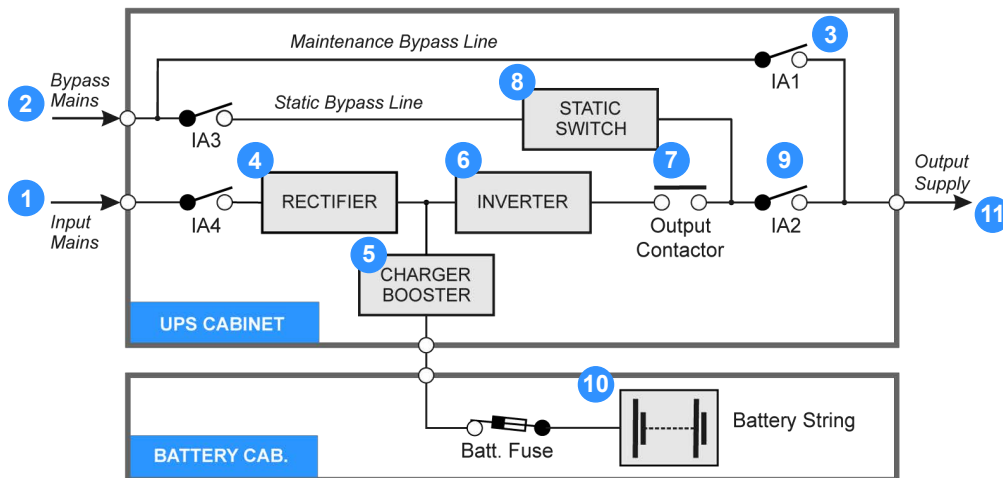 Maintenance Bypass Line
3
IA1
2
Bypass
Mains
IA3
Static Bypass Line
8
STATIC
SWITCH
1
Input
Mains
IA4
4
RECTIFIER
6
INVERTER
7
Output
Contactor
9
IA2
Output
Supply
11
5
CHARGER
BOOSTER
UPS CABINET
10
Battery String
Batt. Fuse
BATTERY CAB.